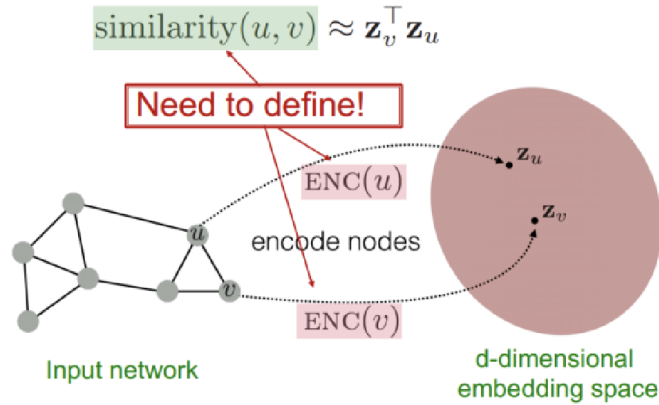 similarity(u, v) ≈ z_v^⊤ z_u
Need to define!
z_u
ENC(u)
z_v
u
encode nodes
v
ENC(v)
Input network
d-dimensional
embedding space